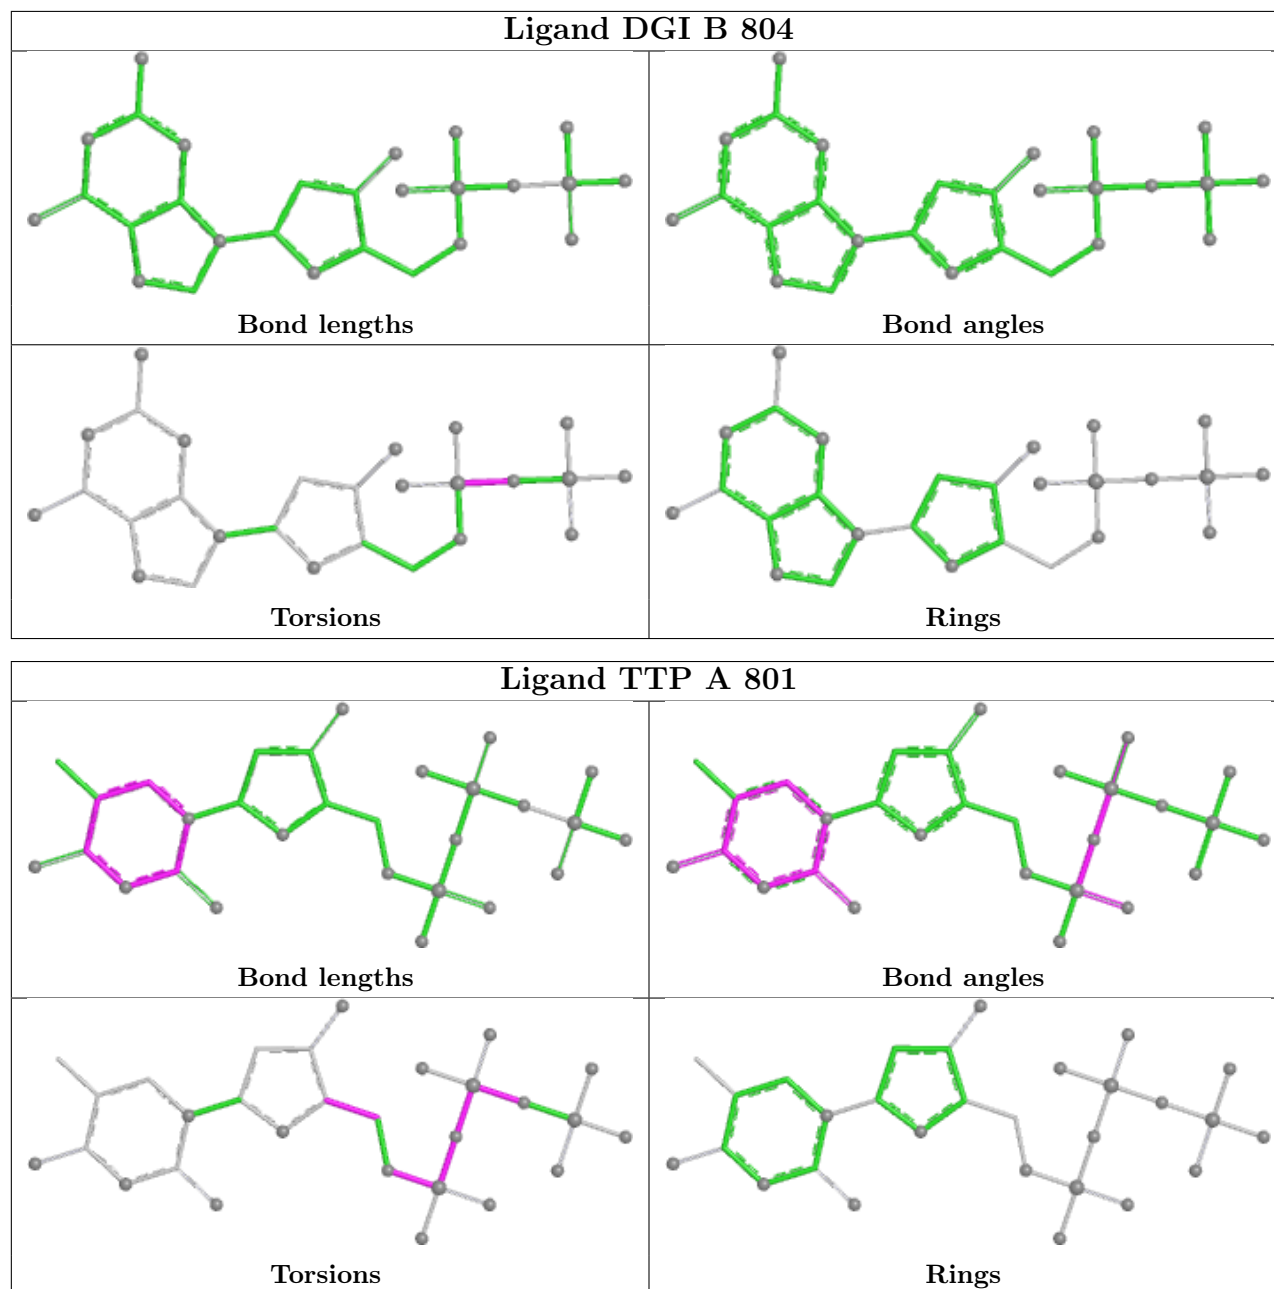 Ligand DGI B 804
Bond lengths
Bond angles
Torsions
Rings
Ligand TTP A 801
Bond lengths
Bond angles
Torsions
Rings